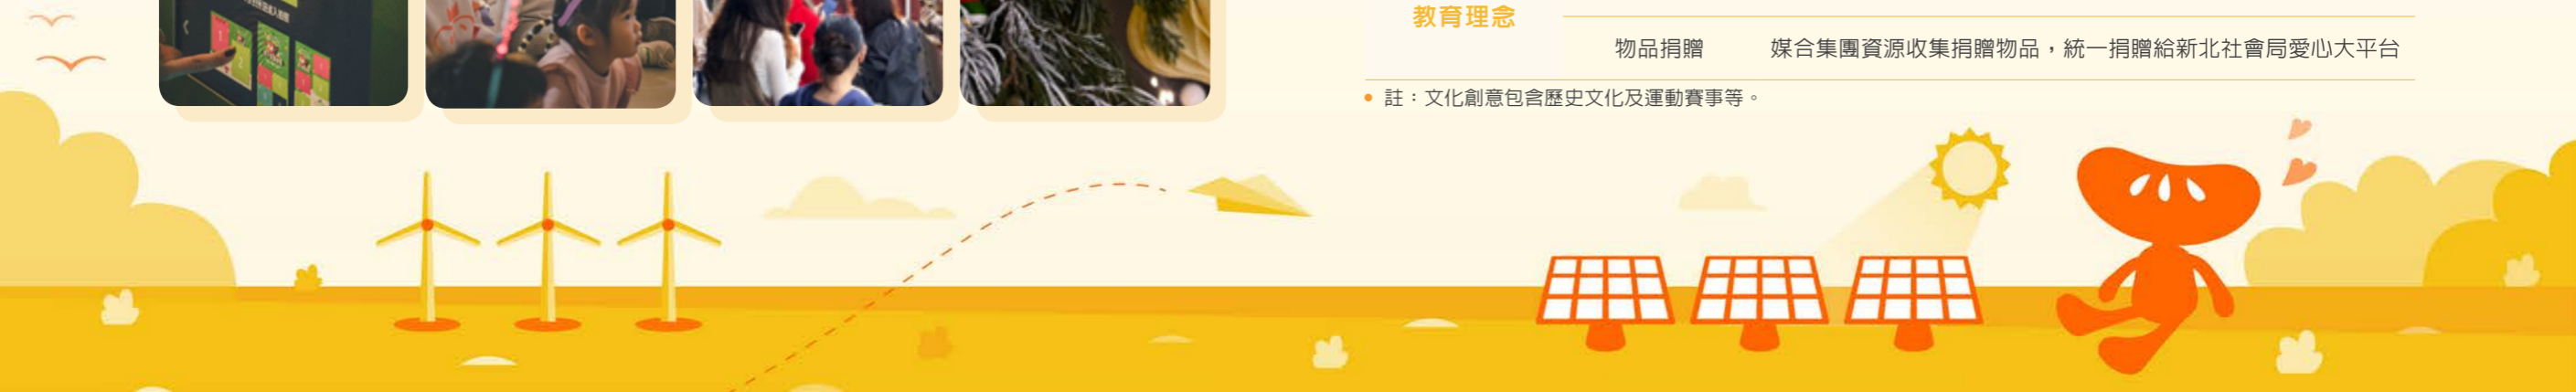 教育理念
物品捐贈 媒合集團資源收集捐贈物品，統一捐贈給新北社會局愛心大平台
• 註：文化創意包含歷史文化及運動賽事等。